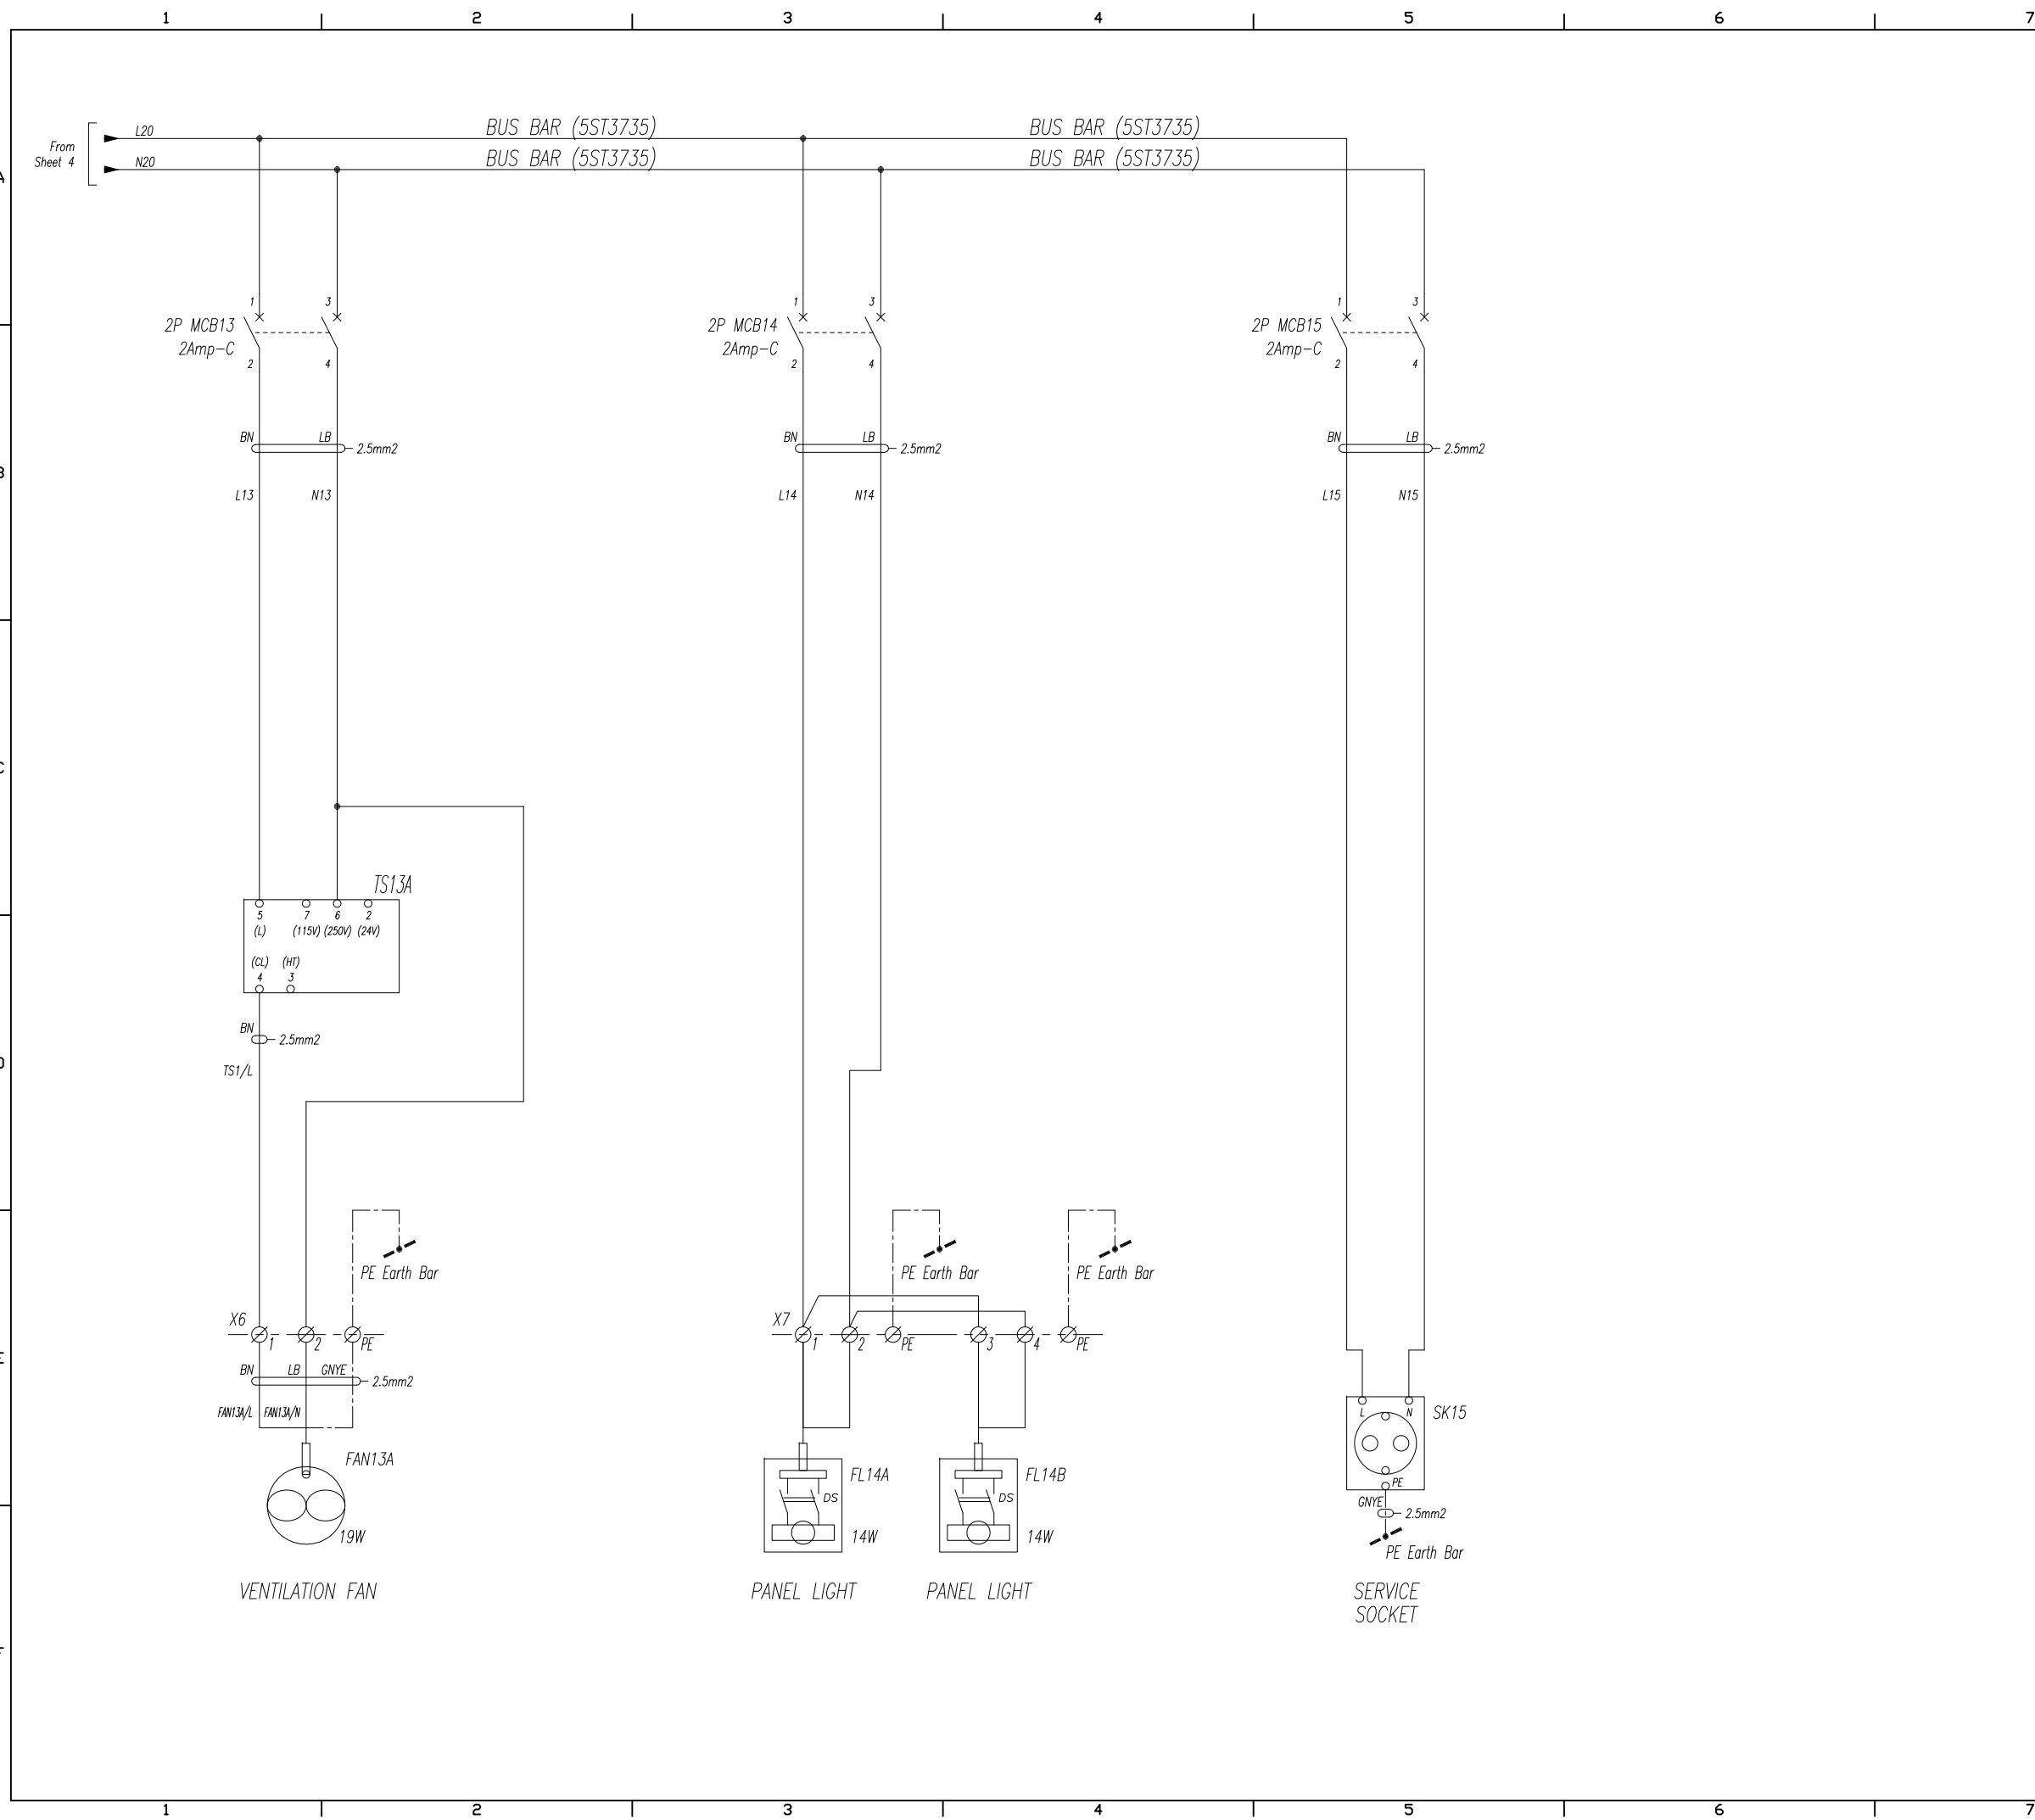 1 2 3 4 5 6 7
BUS BAR (5ST3735) BUS BAR (5ST3735)
L20
From
Sheet 4
N20
BUS BAR (5ST3735) BUS BAR (5ST3735)
A
1 3 1 3 1 3
2P MCB13 2P MCB14 2P MCB15
2Amp-C 2Amp-C 2Amp-C
2 4 2 4 2 4
BN LB 2.5mm2 BN LB 2.5mm2 BN LB 2.5mm2
B
L13 N13 L14 N14 L15 N15
C
TS13A
5 7 6 2
(L) (115V) (250V) (24V)
(CL) (HT)
4 3
BN 2.5mm2
D
TS1/L
PE Earth Bar PE Earth Bar PE Earth Bar
X6 X7
1 2 PE 1 2 PE 3 4 PE
E
BN LB GNYE 2.5mm2
FAN13A/L FAN13A/N
L N SK15
FAN13A
FL14A FL14B
PE
DS DS
GNYE 2.5mm2
19W 14W 14W
PE Earth Bar
VENTILATION FAN PANEL LIGHT PANEL LIGHT SERVICE
SOCKET
F
1 2 3 4 5 6 7